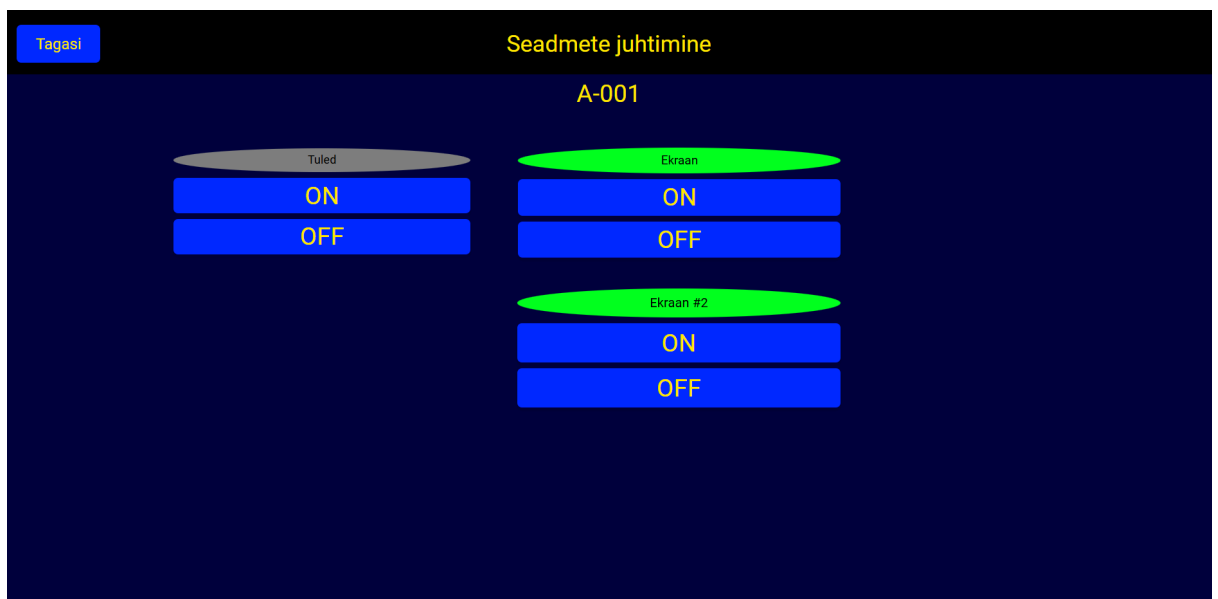 Tagasi
Seadmete juhtimine
A-001
Tuled
ON
OFF
Ekraan
ON
OFF
Ekraan #2
ON
OFF